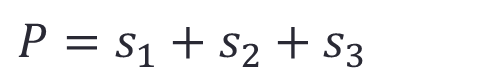 P = s₁ + s₂ + s₃